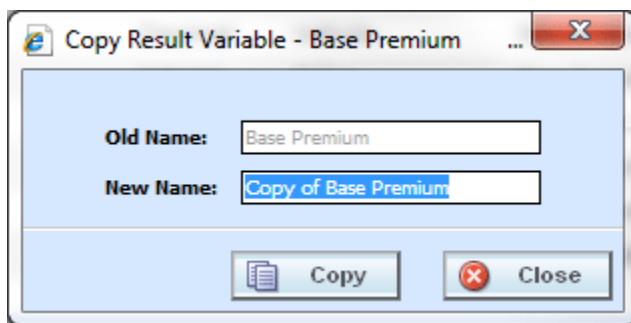 Copy Result Variable - Base Premium ...
Old Name: Base Premium
New Name: Copy of Base Premium
Copy Close